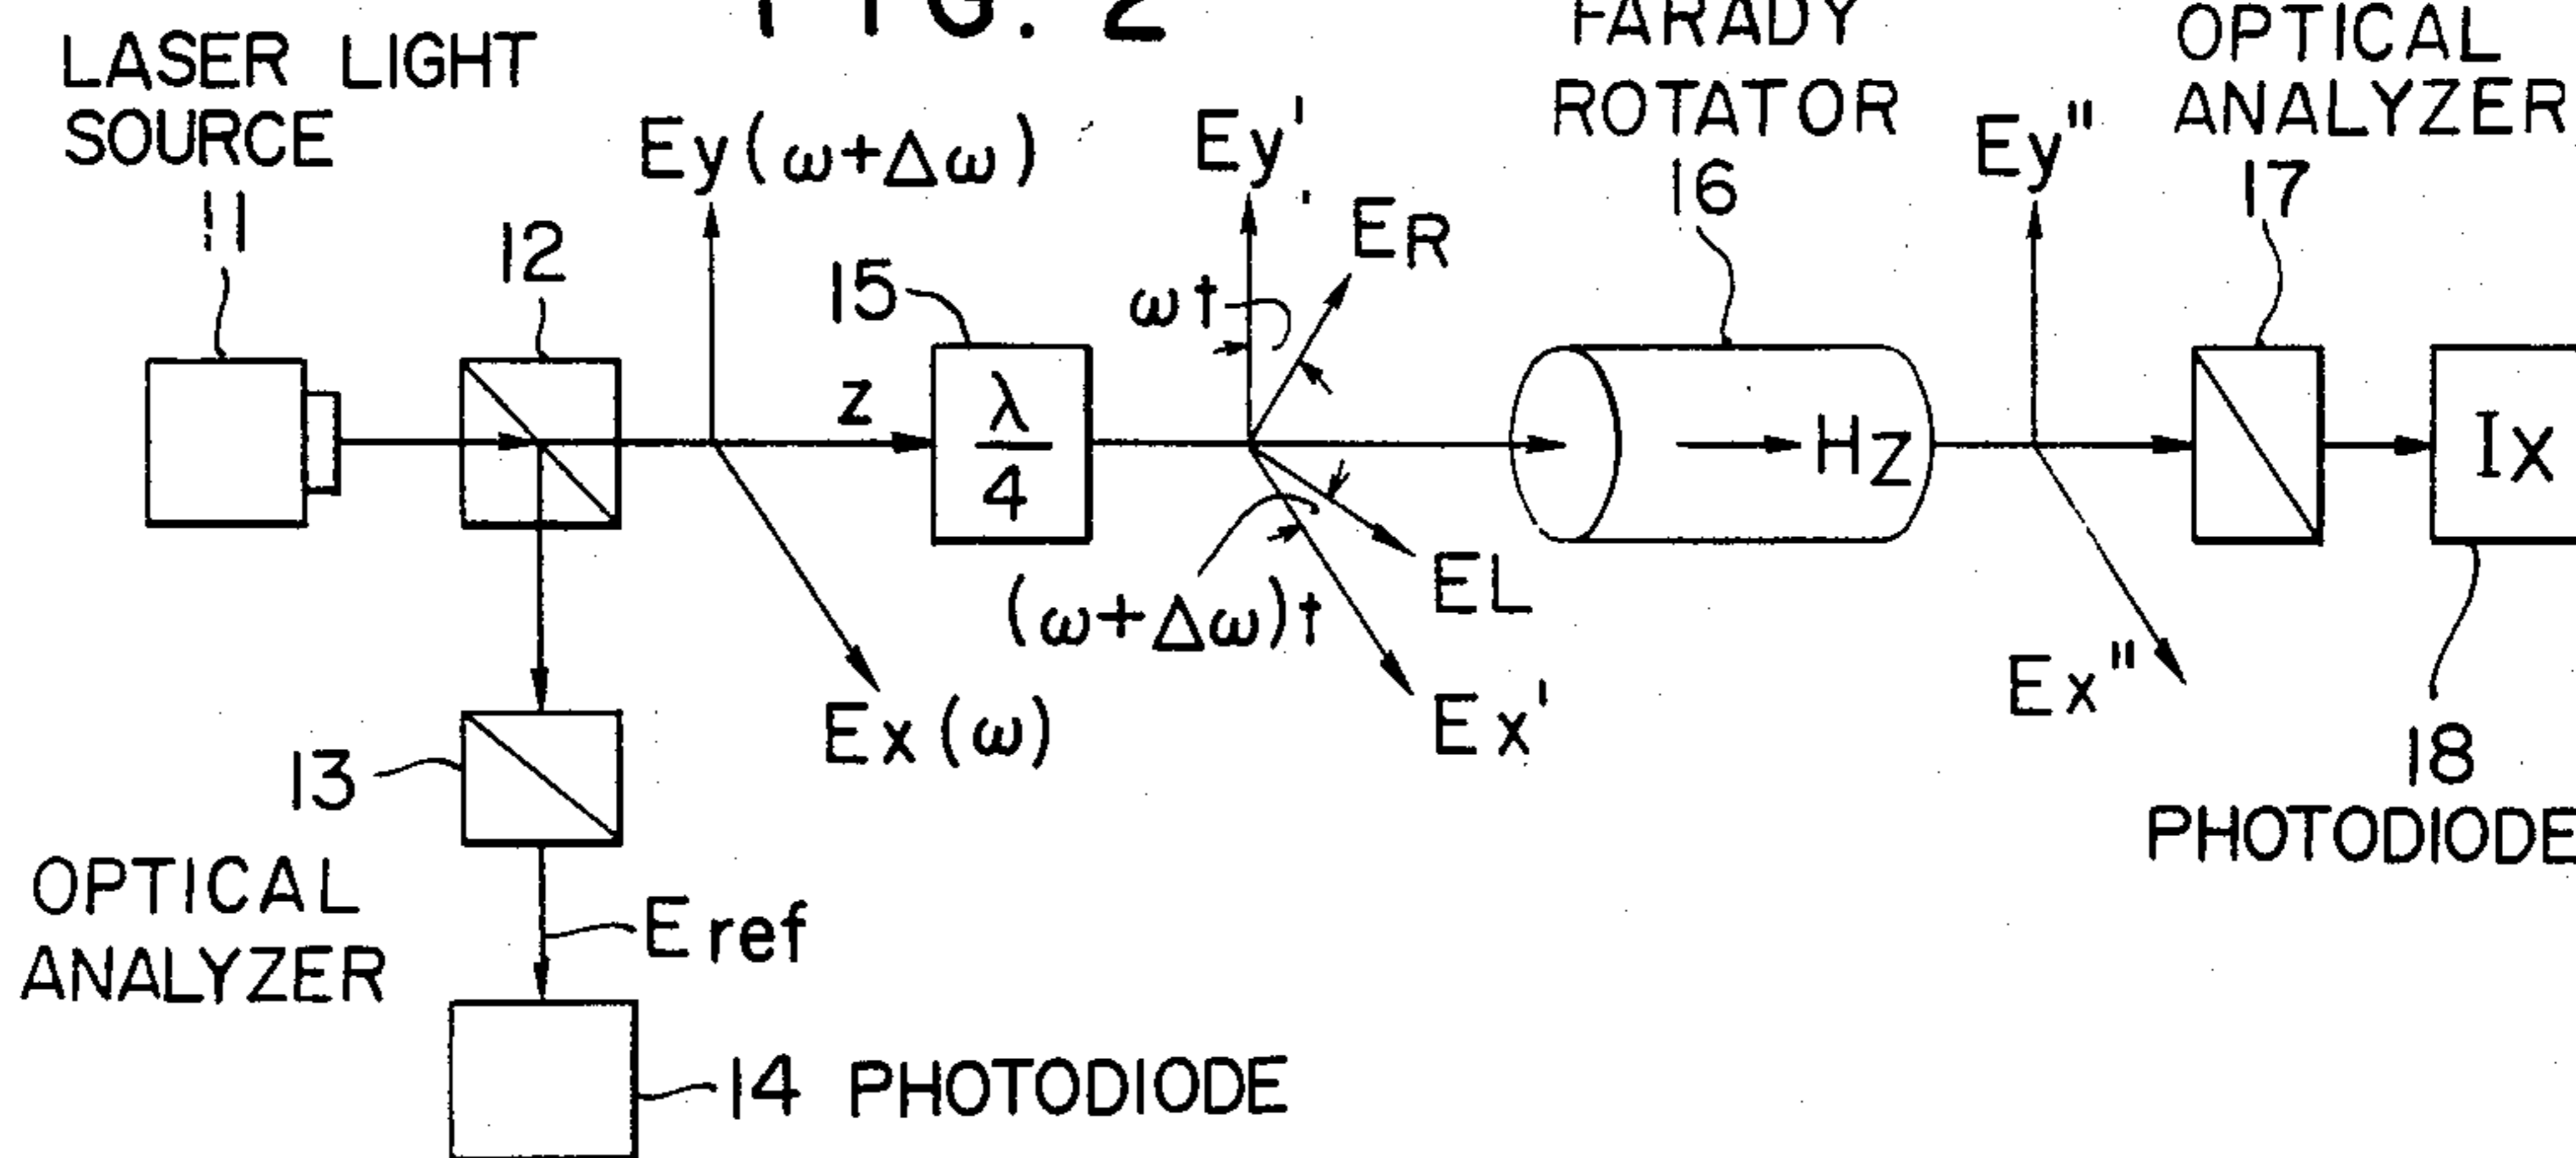 FIG. 2
LASER LIGHT
SOURCE
11
12
Ey(ω+Δω)
15
z
λ
4
Ex(ω)
Ey'
ER
ωt
EL
(ω+Δω)t
Ex'
FARADY
ROTATOR
16
Hz
Ey"
Ex"
OPTICAL
ANALYZER
17
Ix
18
PHOTODIODE
13
OPTICAL
ANALYZER
Eref
14 PHOTODIODE